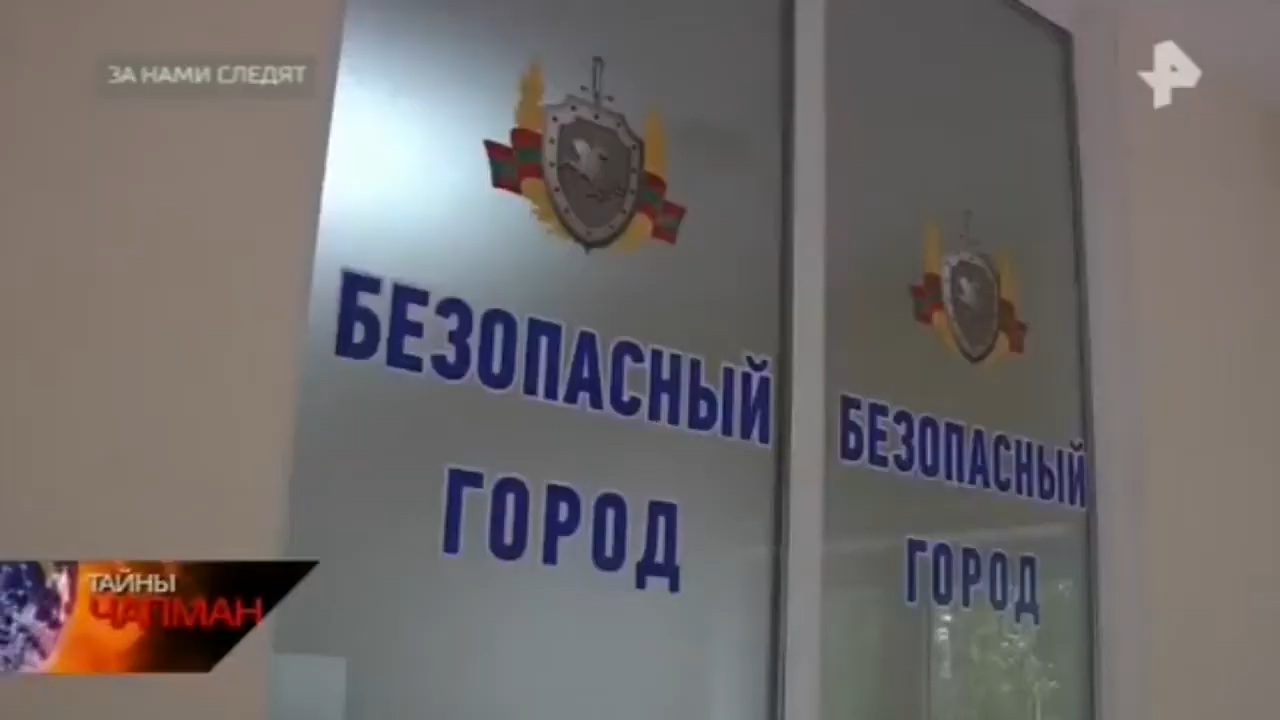 ЗА НАМИ СЛЕДЯТ
БЕЗОПАСНЫЙ
ГОРОД
БЕЗОПАСНЫЙ
ГОРОД
ТАЙНЫ
ЧАПМАН